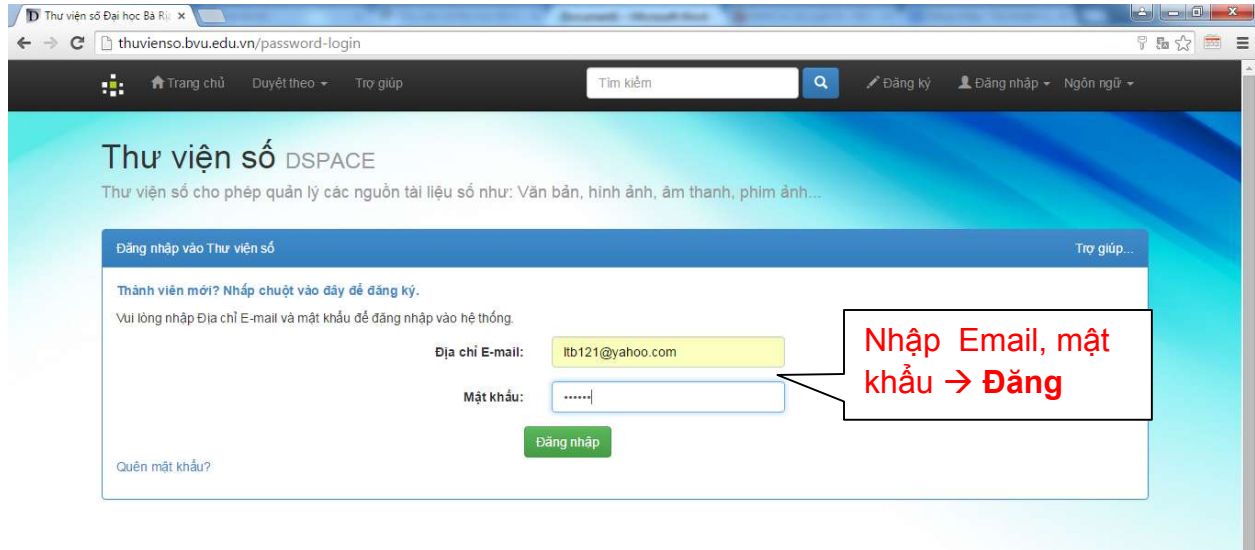 Thư viện số Đại học Bà Rị
thuvienso.bvu.edu.vn/password-login
Trang chủ Duyệt theo Trợ giúp Tìm kiếm Đăng ký Đăng nhập Ngôn ngữ
Thư viện số DSPACE
Thư viện số cho phép quản lý các nguồn tài liệu số như: Văn bản, hình ảnh, âm thanh, phim ảnh...
Đăng nhập vào Thư viện số Trợ giúp...
Thành viên mới? Nhấp chuột vào đây để đăng ký.
Vui lòng nhập Địa chỉ E-mail và mật khẩu để đăng nhập vào hệ thống.
Địa chỉ E-mail: ltb121@yahoo.com
Mật khẩu: ······
Đăng nhập
Quên mật khẩu?
Nhập Email, mật
khẩu → Đăng